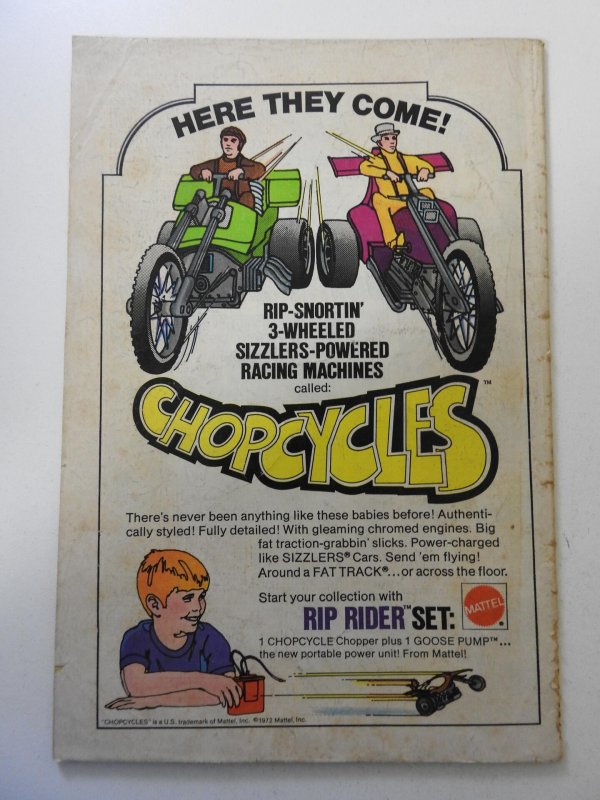 HERE THEY COME!
RIP-SNORTIN'
3-WHEELED
SIZZLERS-POWERED
RACING MACHINES
called:
CHOPCYCLES™
There's never been anything like these babies before! Authenti-
cally styled! Fully detailed! With gleaming chromed engines. Big
fat traction-grabbin' slicks. Power-charged
like SIZZLERS® Cars. Send 'em flying!
Around a FAT TRACK®...or across the floor.
Start your collection with
RIP RIDER™ SET:
MATTEL®
1 CHOPCYCLE Chopper plus 1 GOOSE PUMP™...
the new portable power unit! From Mattel!
"CHOPCYCLES" is a U.S. trademark of Mattel, Inc. ©1972 Mattel, Inc.